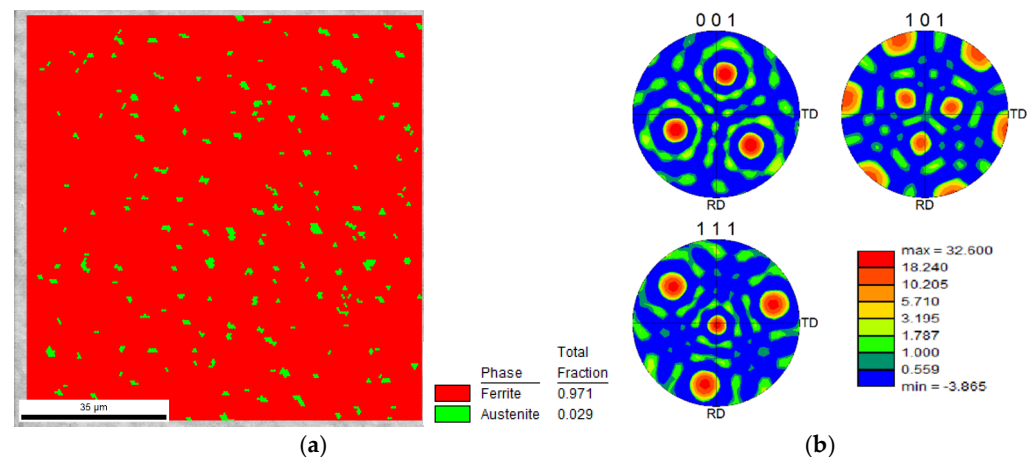 35 μm
Total
Phase Fraction
Ferrite 0.971
Austenite 0.029
(a)
0 0 1
TD
RD
1 0 1
TD
RD
1 1 1
TD
RD
max = 32.600
18.240
10.205
5.710
3.195
1.787
1.000
0.559
min = -3.865
(b)